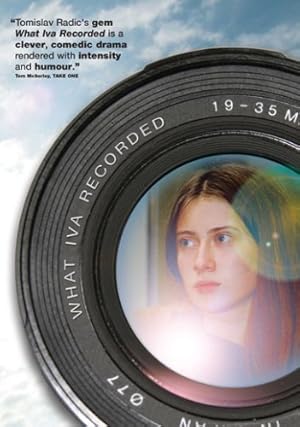 “Tomislav Radic's gem
What Iva Recorded is a
clever, comedic drama
rendered with intensity
and humour.”
Tom McSorley, TAKE ONE
WHAT IVA RECORDED
19-35 M
Ø77